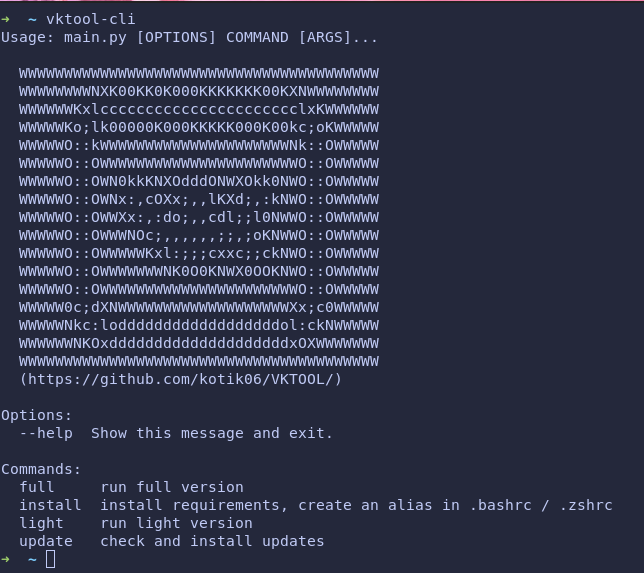 ➜  ~ vktool-cli
Usage: main.py [OPTIONS] COMMAND [ARGS]...
WWWWWWWWWWWWWWWWWWWWWWWWWWWWWWWWWWWWWWWW
WWWWWWWWNXK00KK0K000KKKKKKK00KXNWWWWWWWW
WWWWWWKxlccccccccccccccccccccccclxKWWWWWW
WWWWWKo;lk00000K000KKKKK000K00kc;oKWWWWW
WWWWWO::kWWWWWWWWWWWWWWWWWWWWWNk::OWWWWW
WWWWWO::OWWWWWWWWWWWWWWWWWWWWWWO::OWWWWW
WWWWWO::OWN0kkKNXOdddONWXOkk0NWO::OWWWWW
WWWWWO::OWNx:,cOXx;,,lKXd;,:kNWO::OWWWWW
WWWWWO::OWWXx:,:do;,,cdl;;l0NWWO::OWWWWW
WWWWWO::OWWWNOc;,,,,,,;;,;oKNWWO::OWWWWW
WWWWWO::OWWWWWKxl:;;;cxxc;;ckNWO::OWWWWW
WWWWWO::OWWWWWWWNK0O0KNWX0OOKNWO::OWWWWW
WWWWWO::OWWWWWWWWWWWWWWWWWWWWWWO::OWWWWW
WWWWW0c;dXNWWWWWWWWWWWWWWWWWWWXx;c0WWWWW
WWWWWNkc:loddddddddddddddddddol:ckNWWWWW
WWWWWWNKOxddddddddddddddddddddxOXWWWWWWW
WWWWWWWWWWWWWWWWWWWWWWWWWWWWWWWWWWWWWWWW
(https://github.com/kotik06/VKTOOL/)
Options:
--help  Show this message and exit.
Commands:
full     run full version
install  install requirements, create an alias in .bashrc / .zshrc
light    run light version
update   check and install updates
➜  ~